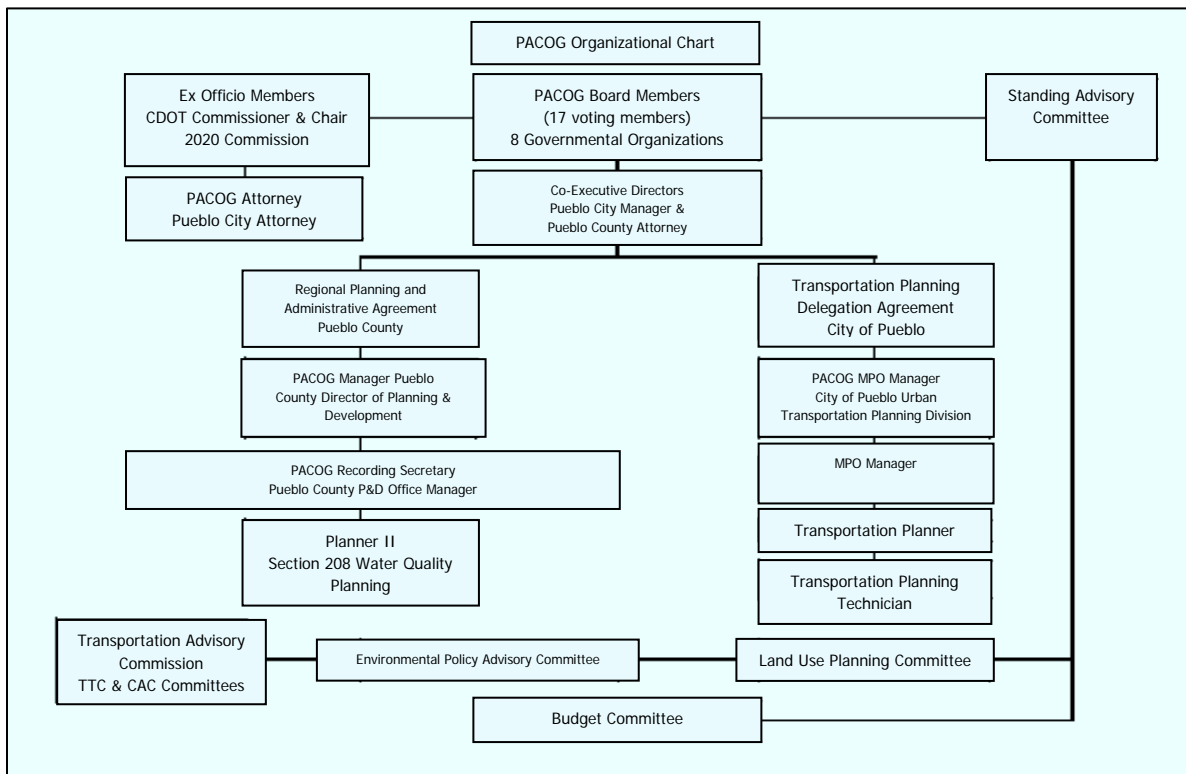 PACOG Organizational Chart
Ex Officio Members
CDOT Commissioner & Chair
2020 Commission
PACOG Board Members
(17 voting members)
8 Governmental Organizations
Standing Advisory
Committee
PACOG Attorney
Pueblo City Attorney
Co-Executive Directors
Pueblo City Manager &
Pueblo County Attorney
Regional Planning and
Administrative Agreement
Pueblo County
Transportation Planning
Delegation Agreement
City of Pueblo
PACOG Manager Pueblo
County Director of Planning &
Development
PACOG MPO Manager
City of Pueblo Urban
Transportation Planning Division
PACOG Recording Secretary
Pueblo County P&D Office Manager
MPO Manager
Planner II
Section 208 Water Quality
Planning
Transportation Planner
Transportation Planning
Technician
Transportation Advisory
Commission
TTC & CAC Committees
Environmental Policy Advisory Committee
Land Use Planning Committee
Budget Committee